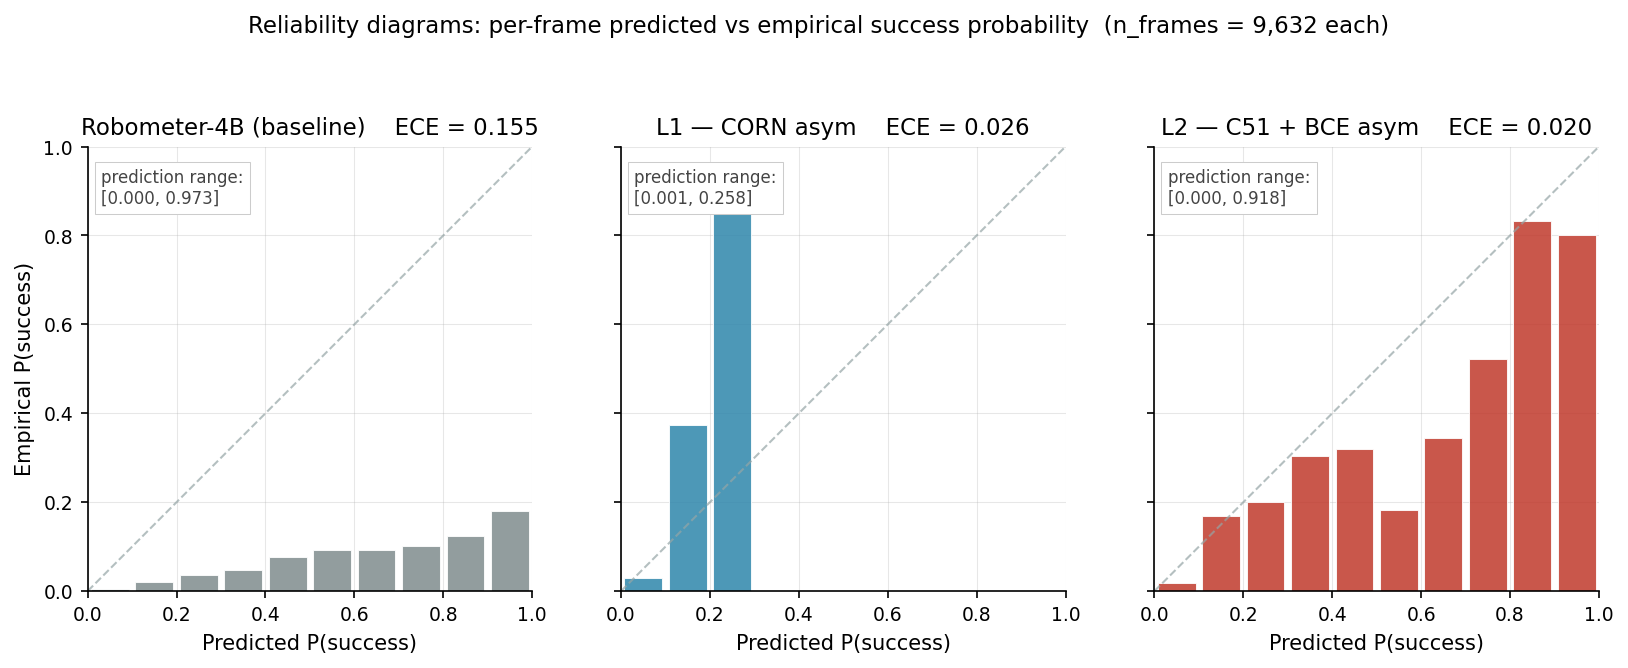 Reliability diagrams: per-frame predicted vs empirical success probability (n_frames = 9,632 each)
Robometer-4B (baseline) ECE = 0.155
prediction range:
[0.000, 0.973]
1.0
0.8
0.6
0.4
0.2
0.0
Empirical P(success)
0.0 0.2 0.4 0.6 0.8 1.0
Predicted P(success)
L1 — CORN asym ECE = 0.026
prediction range:
[0.001, 0.258]
0.0 0.2 0.4 0.6 0.8 1.0
Predicted P(success)
L2 — C51 + BCE asym ECE = 0.020
prediction range:
[0.000, 0.918]
0.0 0.2 0.4 0.6 0.8 1.0
Predicted P(success)